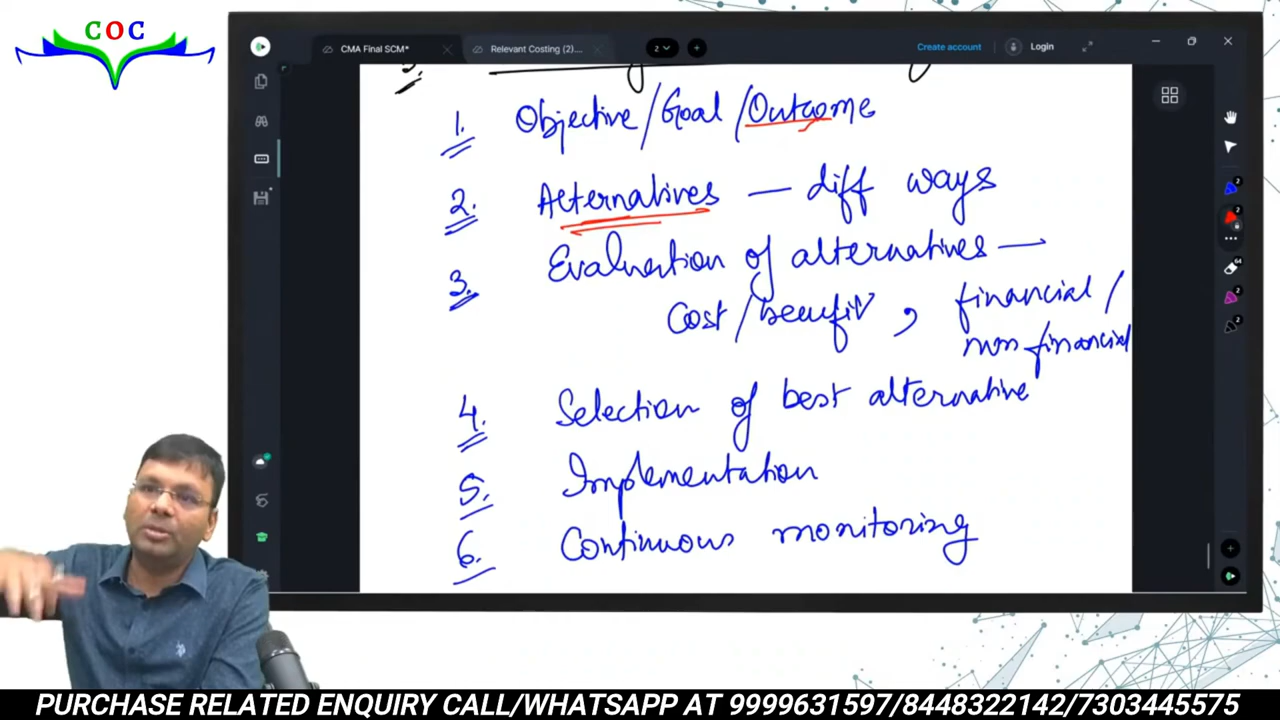 COC
CMA Final SCM*
Relevant Costing (2)....
2
Create account
Login
1. Objective/Goal/Outcome
2. Alternatives — diff ways
3. Evaluation of alternatives —
Cost/benefit, financial/
non financial
4. Selection of best alternative
5. Implementation
6. Continuous monitoring
PURCHASE RELATED ENQUIRY CALL/WHATSAPP AT 9999631597/8448322142/7303445575